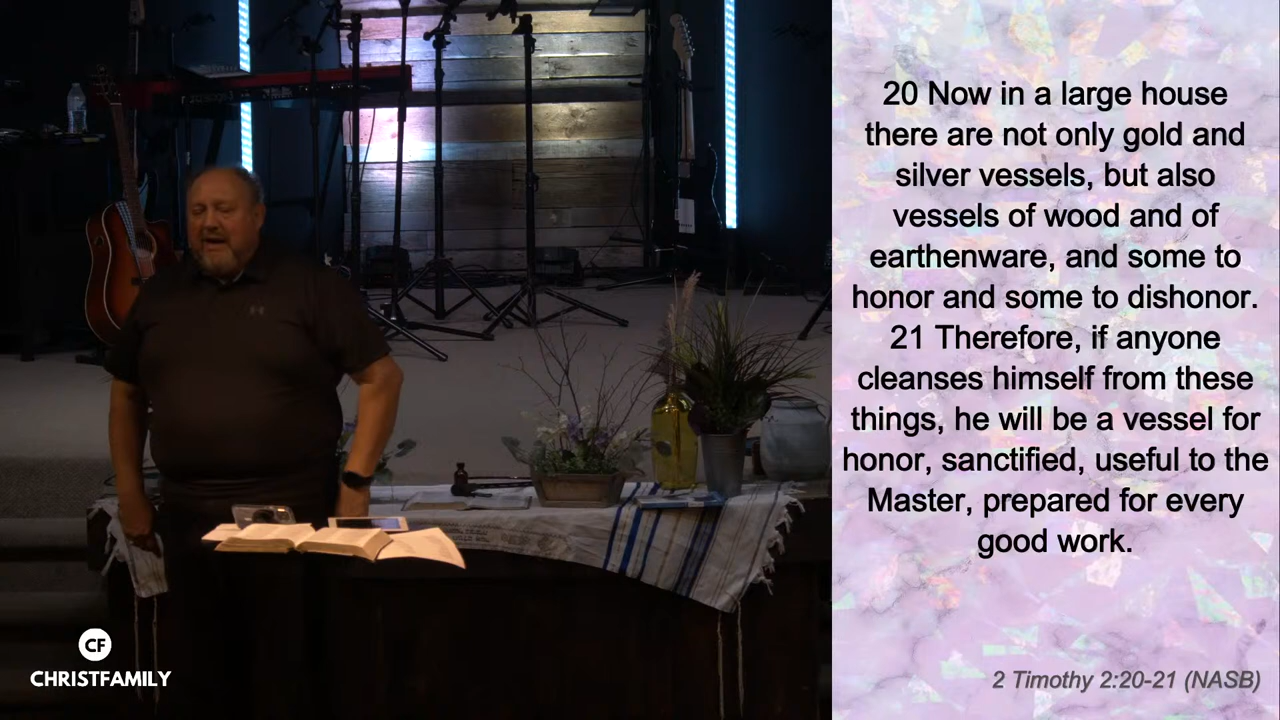 20 Now in a large house
there are not only gold and
silver vessels, but also
vessels of wood and of
earthenware, and some to
honor and some to dishonor.
21 Therefore, if anyone
cleanses himself from these
things, he will be a vessel for
honor, sanctified, useful to the
Master, prepared for every
good work.
2 Timothy 2:20-21 (NASB)
CF
CHRISTFAMILY